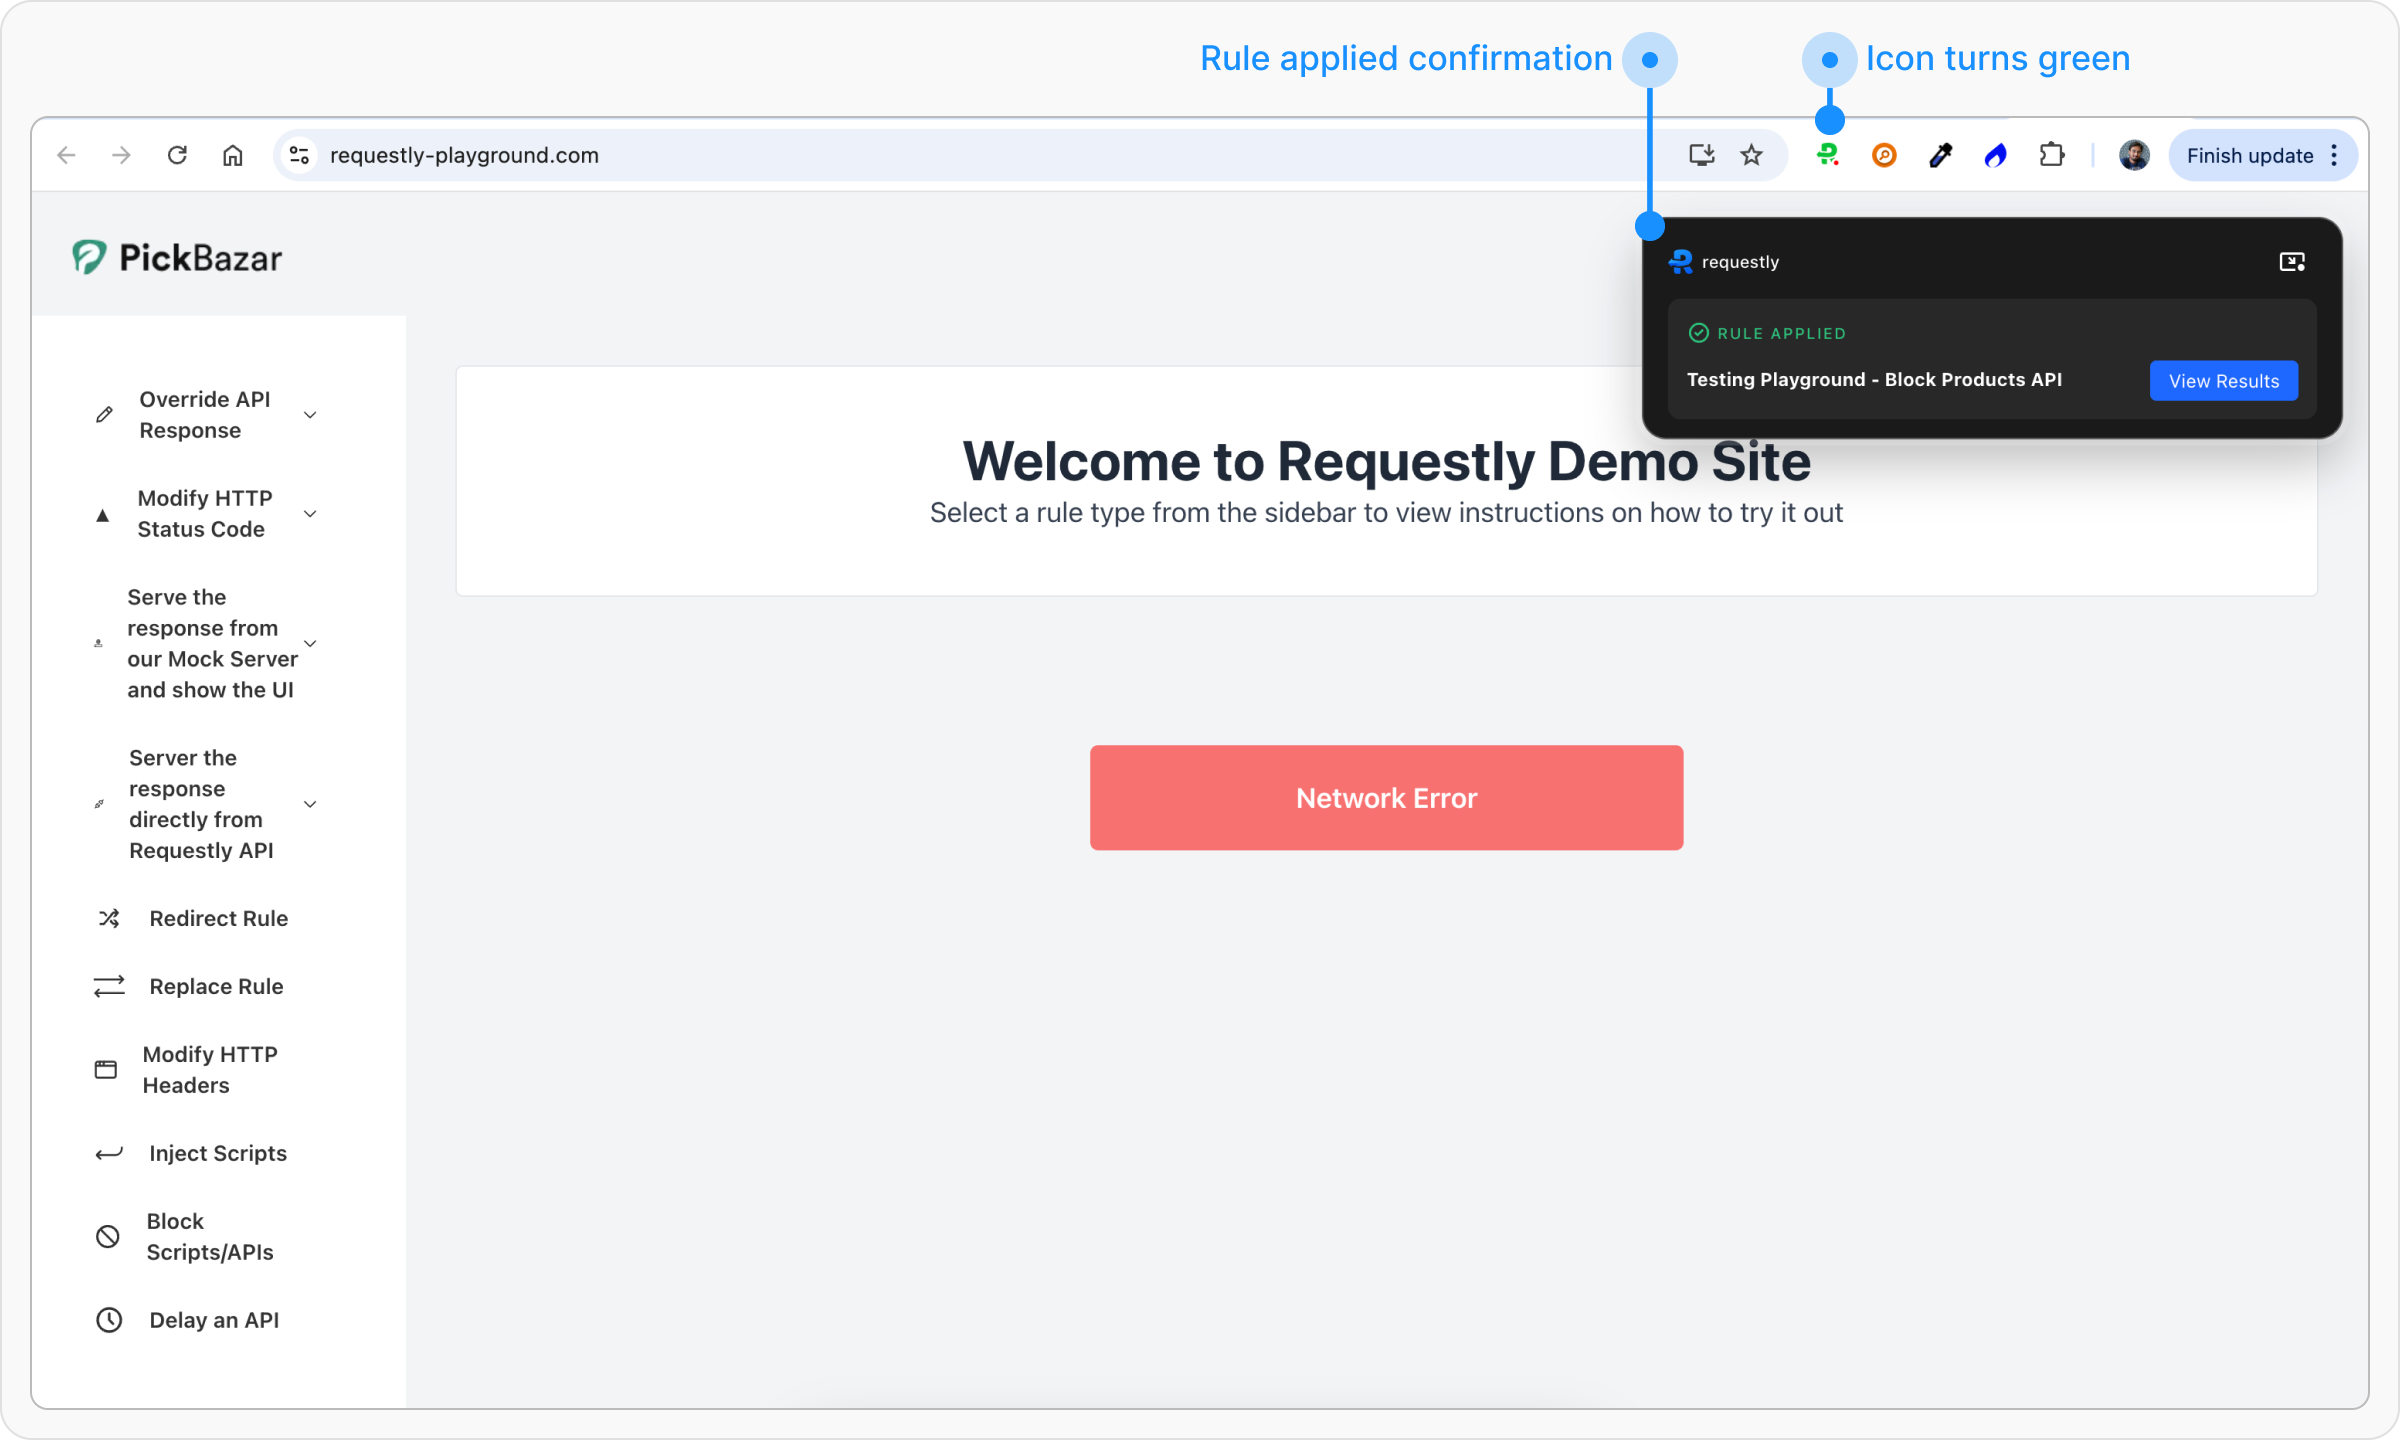 Rule applied confirmation
Icon turns green
requestly-playground.com
Finish update
PickBazar
requestly
RULE APPLIED
Testing Playground - Block Products API
View Results
Override API
Response
Modify HTTP
Status Code
Serve the
response from
our Mock Server
and show the UI
Server the
response
directly from
Requestly API
Redirect Rule
Replace Rule
Modify HTTP
Headers
Inject Scripts
Block
Scripts/APIs
Delay an API
Welcome to Requestly Demo Site
Select a rule type from the sidebar to view instructions on how to try it out
Network Error